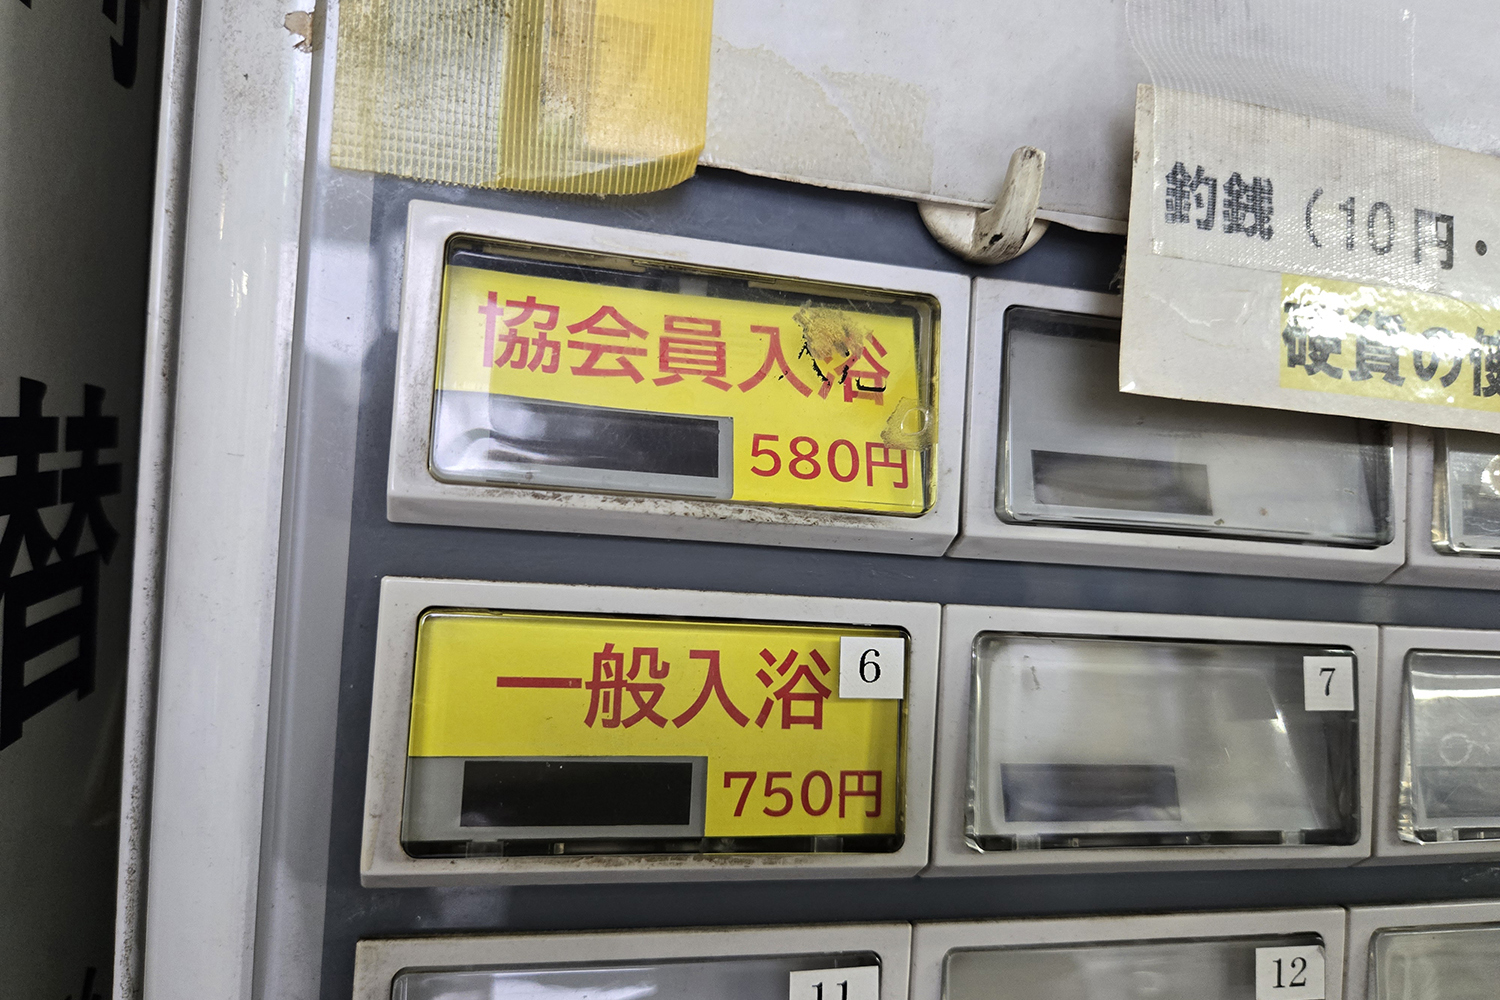 釣銭（10円・
硬貨の使
協会員入浴
580円
一般入浴
6
750円
7
11
12
替